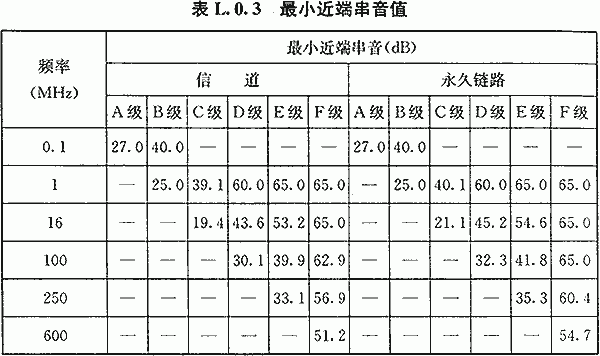 表 L.0.3 最小近端串音值
频率
(MHz)
最小近端串音(dB)
信 道 永久链路
A级 B级 C级 D级 E级 F级 A级 B级 C级 D级 E级 F级
0.1 27.0 40.0 — — — — 27.0 40.0 — — — —
1 — 25.0 39.1 60.0 65.0 65.0 — 25.0 40.1 60.0 65.0 65.0
16 — — 19.4 43.6 53.2 65.0 — — 21.1 45.2 54.6 65.0
100 — — — 30.1 39.9 62.9 — — — 32.3 41.8 65.0
250 — — — — 33.1 56.9 — — — — 35.3 60.4
600 — — — — — 51.2 — — — — — 54.7